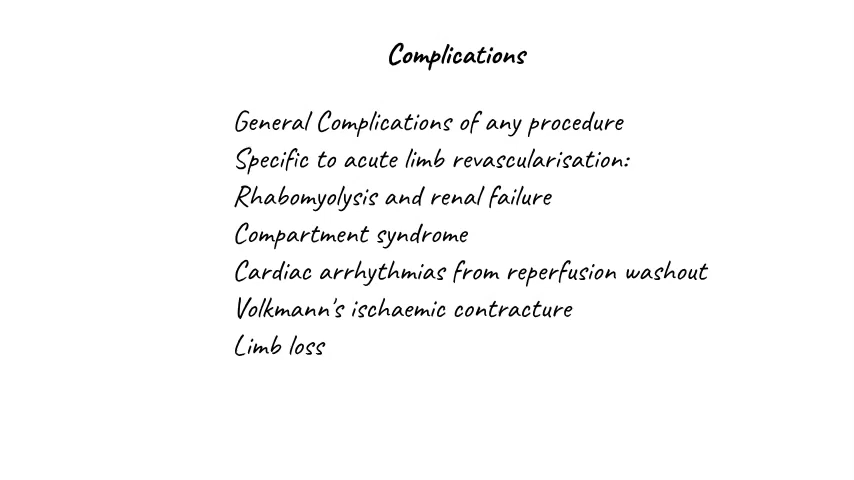 Complications
General Complications of any procedure
Specific to acute limb revascularisation:
Rhabomyolysis and renal failure
Compartment syndrome
Cardiac arrhythmias from reperfusion washout
Volkmann's ischaemic contracture
Limb loss